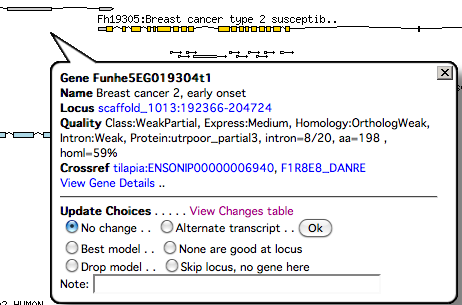 Fh19305:Breast cancer type 2 susceptib..
Gene Funhe5EG019304t1
Name Breast cancer 2, early onset
Locus scaffold_1013:192366-204724
Quality Class:WeakPartial, Express:Medium, Homology:OrthologWeak,
Intron:Weak, Protein:utrpoor_partial3, intron=8/20, aa=198 ,
homl=59%
Crossref tilapia:ENSONIP00000006940, F1R8E8_DANRE
View Gene Details ..
Update Choices . . . . . View Changes table
No change . . Alternate transcript . . Ok
Best model . . None are good at locus
Drop model . . Skip locus, no gene here
Note: